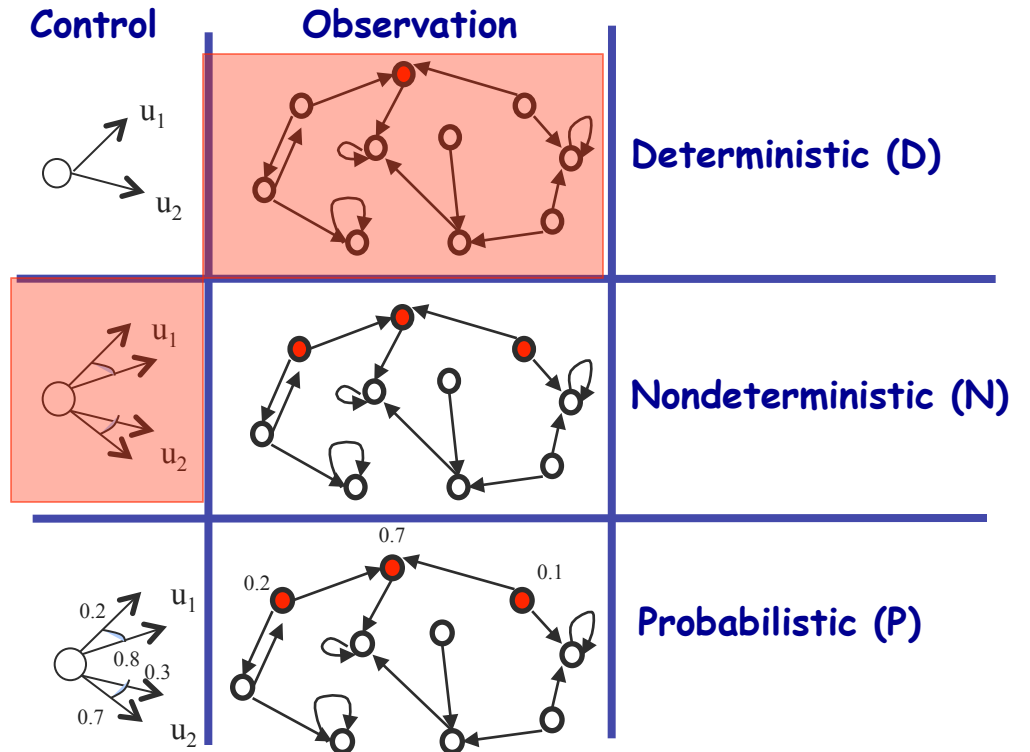 Control Observation
u1
u2
Deterministic (D)
u1
u2
Nondeterministic (N)
0.7
0.2
0.1
0.2
u1
0.8
0.3
0.7
u2
Probabilistic (P)